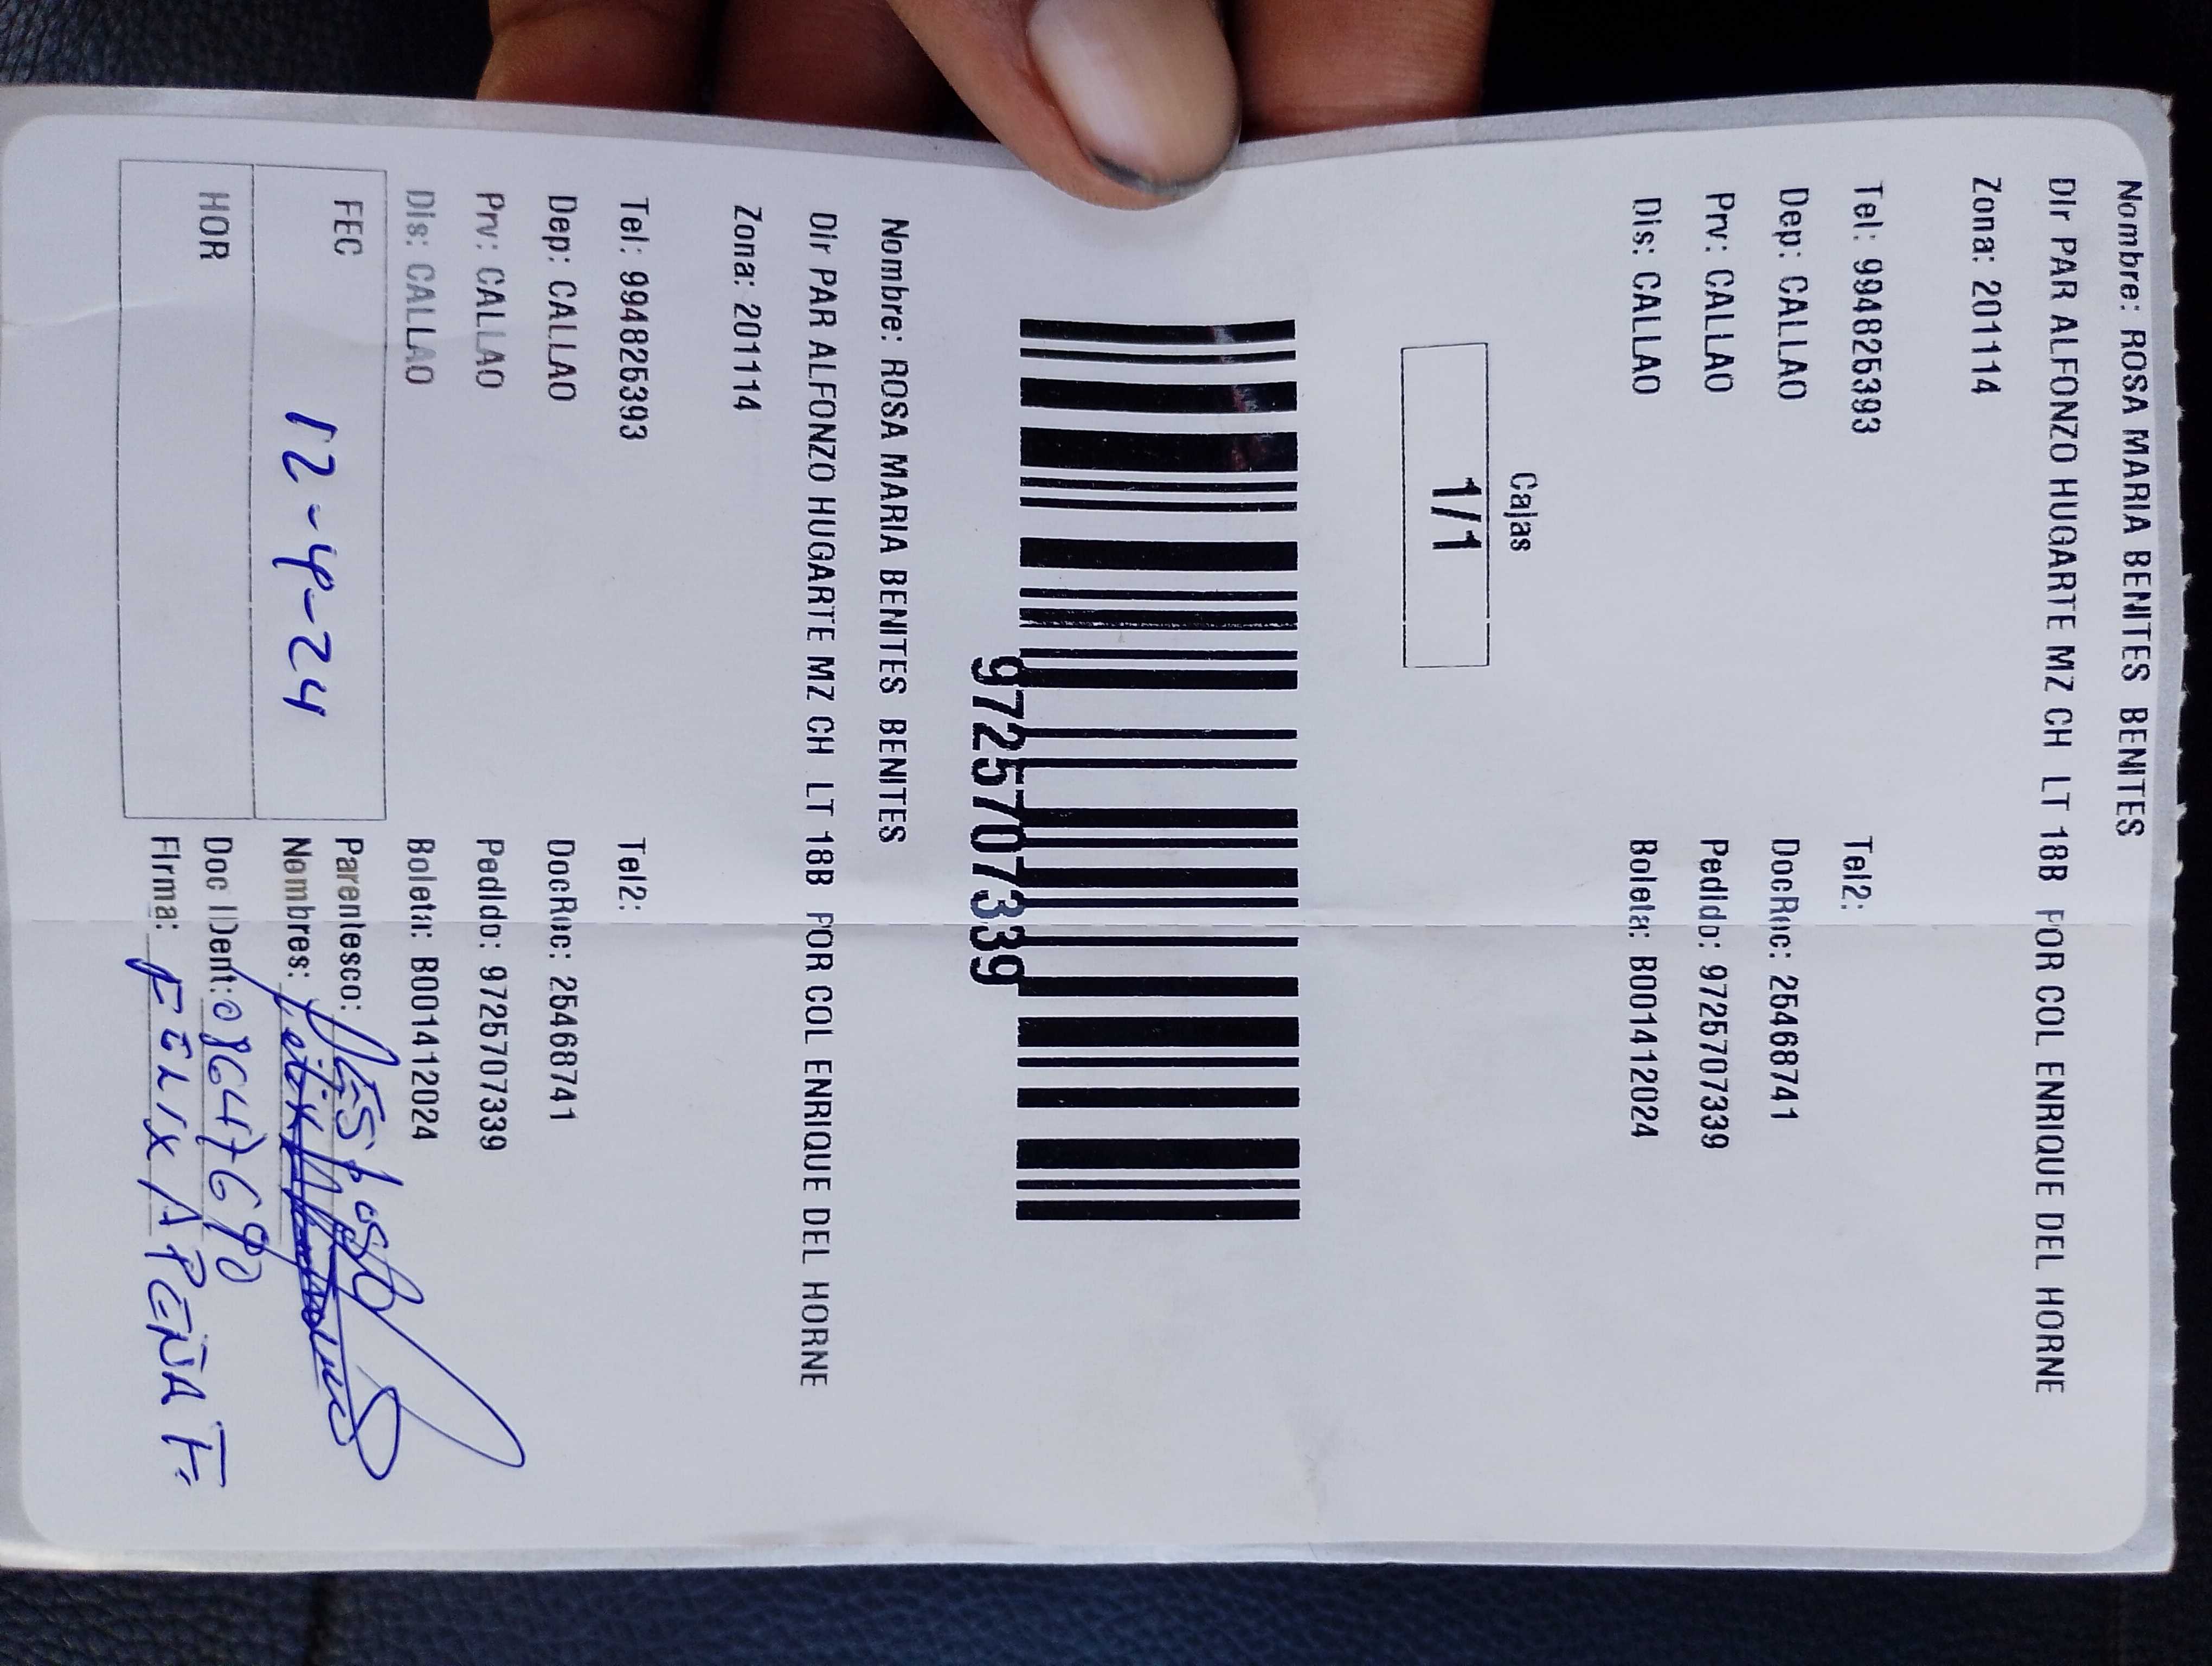 Nombre: ROSA MARIA BENITES BENITES
Dir PAR ALFONZO HUGARTE MZ CH LT 18B POR COL ENRIQUE DEL HORNE
Zona: 201114
Tel: 994825393 Tel2:
Dep: CALLAO DocRuc: 25468741
Prv: CALLAO Pedido: 9725707339
Dis: CALLAO Boleta: B001412024
Cajas
1/1
9725707339
Nombre: ROSA MARIA BENITES BENITES
Dir PAR ALFONZO HUGARTE MZ CH LT 18B POR COL ENRIQUE DEL HORNE
Zona: 201114
Tel: 994825393 Tel2:
Dep: CALLAO DocRuc: 25468741
Prv: CALLAO Pedido: 9725707339
Dis: CALLAO Boleta: B001412024
FEC 12-4-24 Parentesco:
Nombres:
HOR Doc IDent:
Firma: FELIX A PEÑA F.